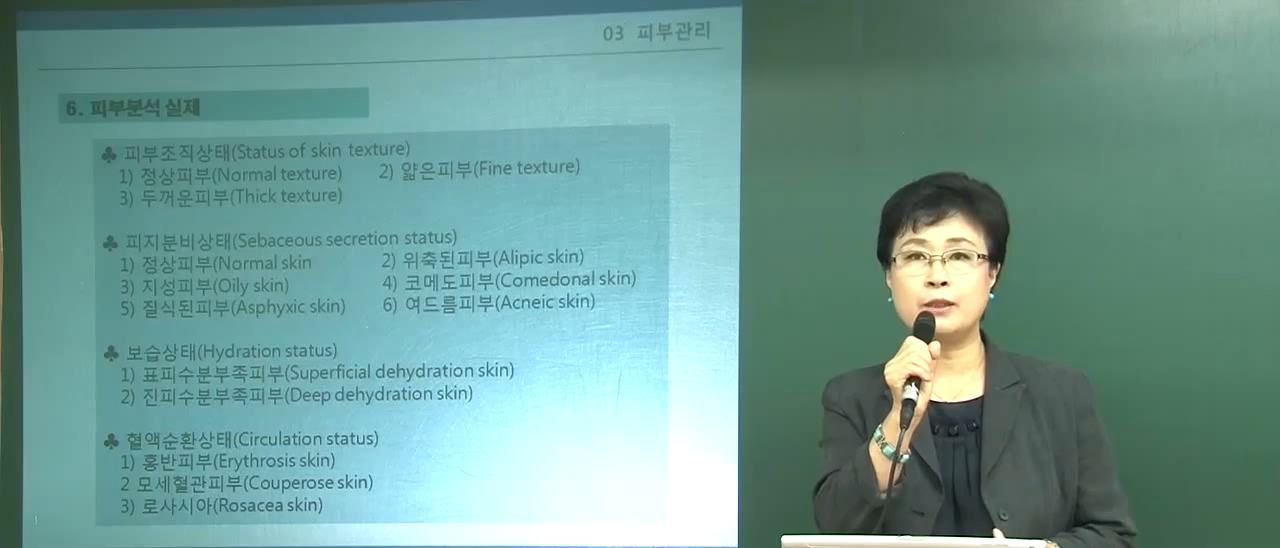 03 피부관리
6. 피부분석 실제
♣ 피부조직상태(Status of skin texture)
1) 정상피부(Normal texture) 2) 얇은피부(Fine texture)
3) 두꺼운피부(Thick texture)
♣ 피지분비상태(Sebaceous secretion status)
1) 정상피부(Normal skin 2) 위축된피부(Alipic skin)
3) 지성피부(Oily skin) 4) 코메도피부(Comedonal skin)
5) 질식된피부(Asphyxic skin) 6) 여드름피부(Acneic skin)
♣ 보습상태(Hydration status)
1) 표피수분부족피부(Superficial dehydration skin)
2) 진피수분부족피부(Deep dehydration skin)
♣ 혈액순환상태(Circulation status)
1) 홍반피부(Erythrosis skin)
2 모세혈관피부(Couperose skin)
3) 로사시아(Rosacea skin)